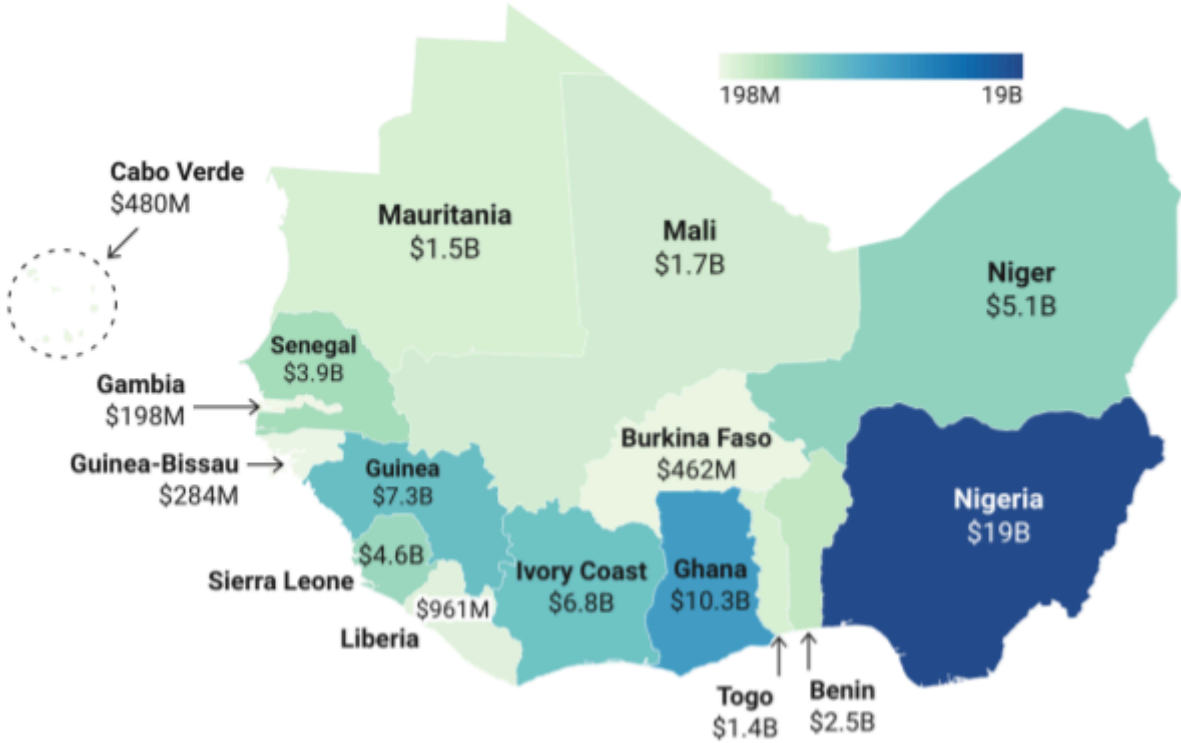 198M
19B
Cabo Verde
$480M
Mauritania
$1.5B
Mali
$1.7B
Niger
$5.1B
Senegal
$3.9B
Gambia
$198M
Guinea-Bissau
$284M
Guinea
$7.3B
Burkina Faso
$462M
Nigeria
$19B
$4.6B
Sierra Leone
$961M
Liberia
Ivory Coast
$6.8B
Ghana
$10.3B
Togo
$1.4B
Benin
$2.5B